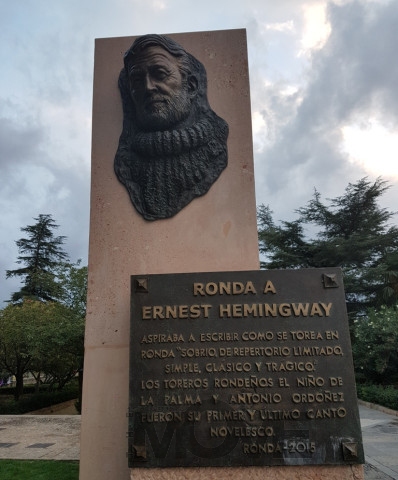 RONDA A
ERNEST HEMINGWAY
ASPIRABA A ESCRIBIR COMO SE TOREA EN
RONDA "SOBRIO, DE REPERTORIO LIMITADO,
SIMPLE, CLASICO Y TRAGICO."
LOS TOREROS RONDEÑOS EL NIÑO DE
LA PALMA Y ANTONIO ORDOÑEZ
FUERON SU PRIMER Y ULTIMO CANTO
NOVELESCO.
RONDA-2015